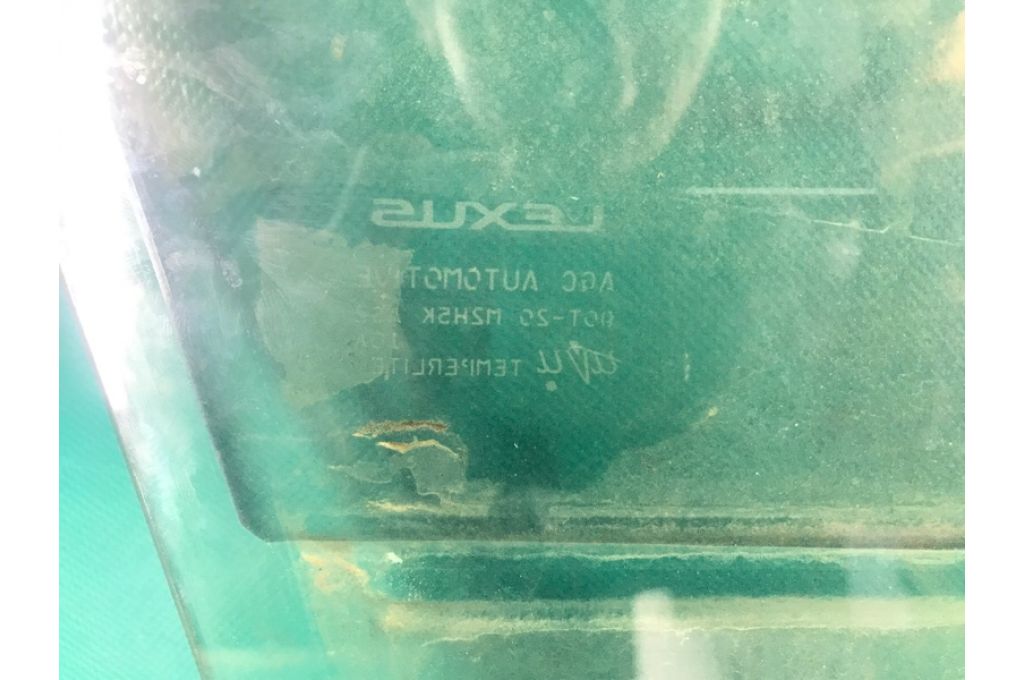 LEXUS
AGC AUTOMOTIVE
DOT-20 M2H5K
TEMPERLITE